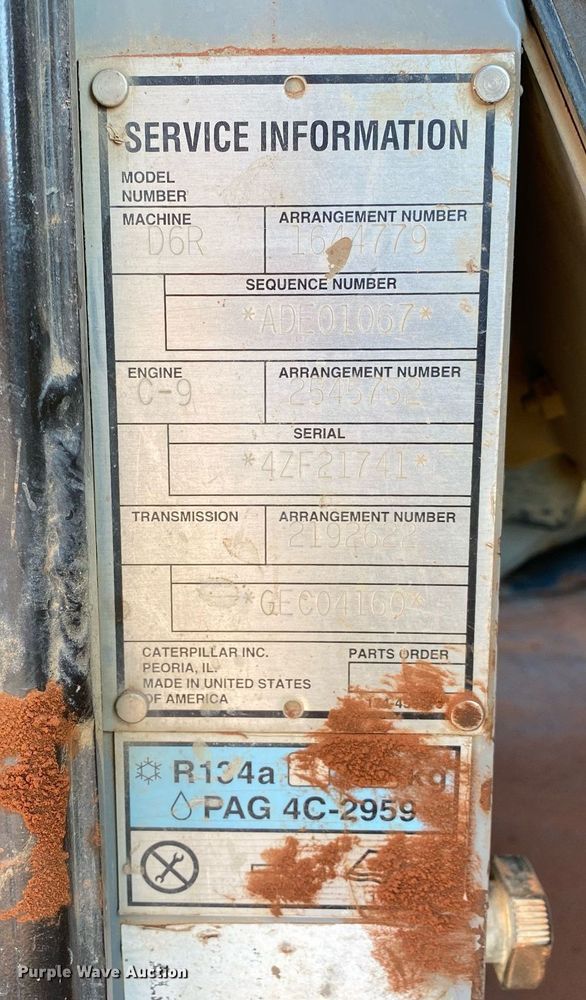 SERVICE INFORMATION
MODEL
NUMBER
MACHINE ARRANGEMENT NUMBER
D6R 1644779
SEQUENCE NUMBER
*ADE01067*
ENGINE ARRANGEMENT NUMBER
C-9 2545752
SERIAL
*4ZF21741*
TRANSMISSION ARRANGEMENT NUMBER
2192622
*GEC04160*
CATERPILLAR INC. PARTS ORDER
PEORIA, IL.
MADE IN UNITED STATES
OF AMERICA
R134a kg
PAG 4C-2959
Purple Wave Auction